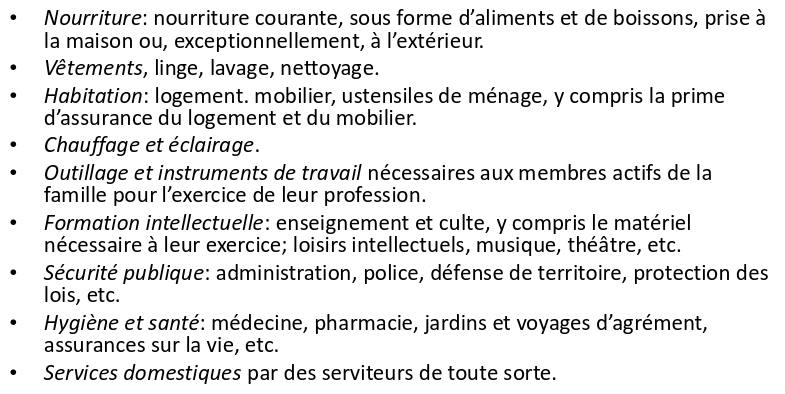 • Nourriture: nourriture courante, sous forme d’aliments et de boissons, prise à
la maison ou, exceptionnellement, à l’extérieur.
• Vêtements, linge, lavage, nettoyage.
• Habitation: logement. mobilier, ustensiles de ménage, y compris la prime
d’assurance du logement et du mobilier.
• Chauffage et éclairage.
• Outillage et instruments de travail nécessaires aux membres actifs de la
famille pour l’exercice de leur profession.
• Formation intellectuelle: enseignement et culte, y compris le matériel
nécessaire à leur exercice; loisirs intellectuels, musique, théâtre, etc.
• Sécurité publique: administration, police, défense de territoire, protection des
lois, etc.
• Hygiène et santé: médecine, pharmacie, jardins et voyages d’agrément,
assurances sur la vie, etc.
• Services domestiques par des serviteurs de toute sorte.